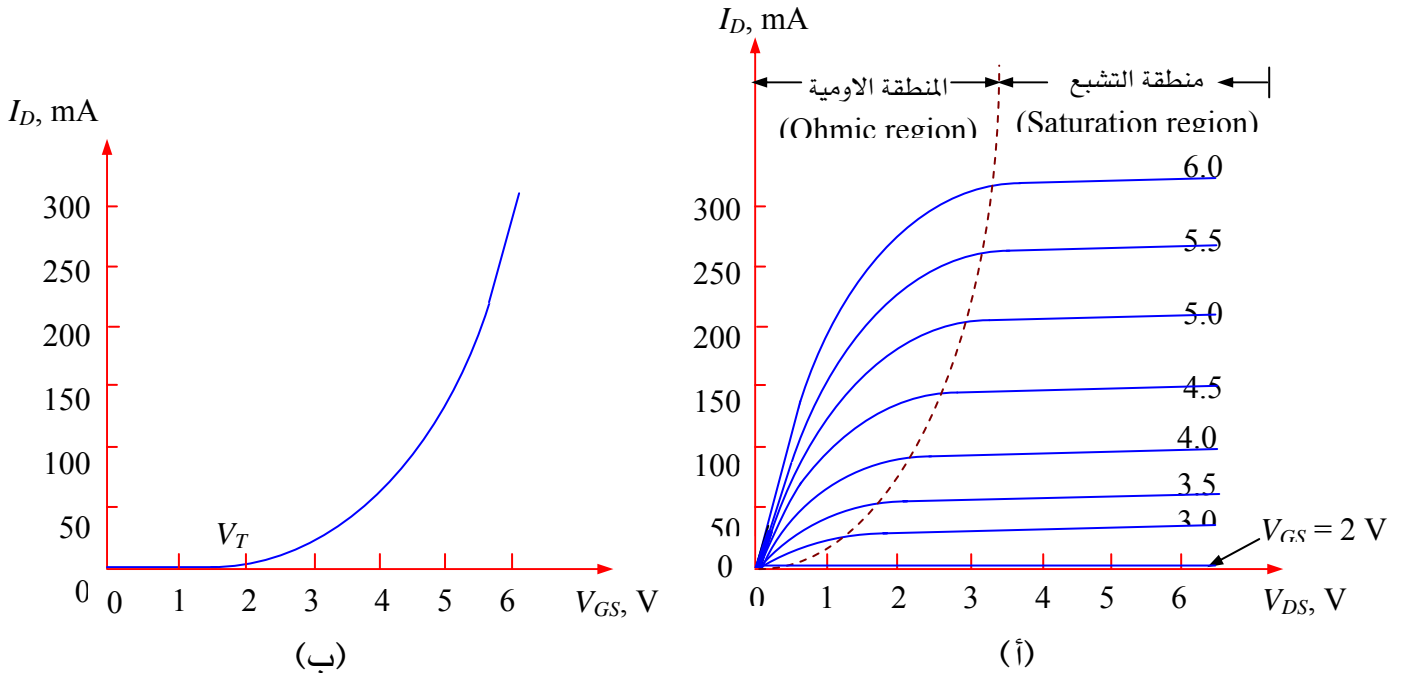 I_D, mA
المنطقة الاومية
(Ohmic region)
منطقة التشبع
(Saturation region)
300
250
200
150
100
50
0
6.0
5.5
5.0
4.5
4.0
3.5
3.0
V_GS = 2 V
0 1 2 3 4 5 6 V_DS, V
(أ)
I_D, mA
300
250
200
150
100
50
0
V_T
0 1 2 3 4 5 6 V_GS, V
(ب)